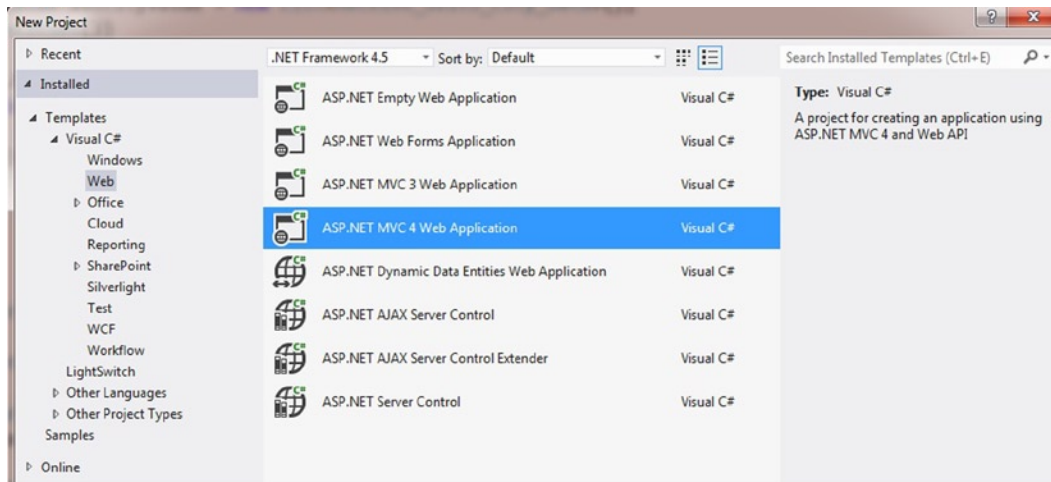 New Project
?
X
Recent
Installed
Templates
Visual C#
Windows
Web
Office
Cloud
Reporting
SharePoint
Silverlight
Test
WCF
Workflow
LightSwitch
Other Languages
Other Project Types
Samples
Online
.NET Framework 4.5 Sort by: Default
ASP.NET Empty Web Application Visual C#
ASP.NET Web Forms Application Visual C#
ASP.NET MVC 3 Web Application Visual C#
ASP.NET MVC 4 Web Application Visual C#
ASP.NET Dynamic Data Entities Web Application Visual C#
ASP.NET AJAX Server Control Visual C#
ASP.NET AJAX Server Control Extender Visual C#
ASP.NET Server Control Visual C#
Search Installed Templates (Ctrl+E)
Type: Visual C#
A project for creating an application using
ASP.NET MVC 4 and Web API